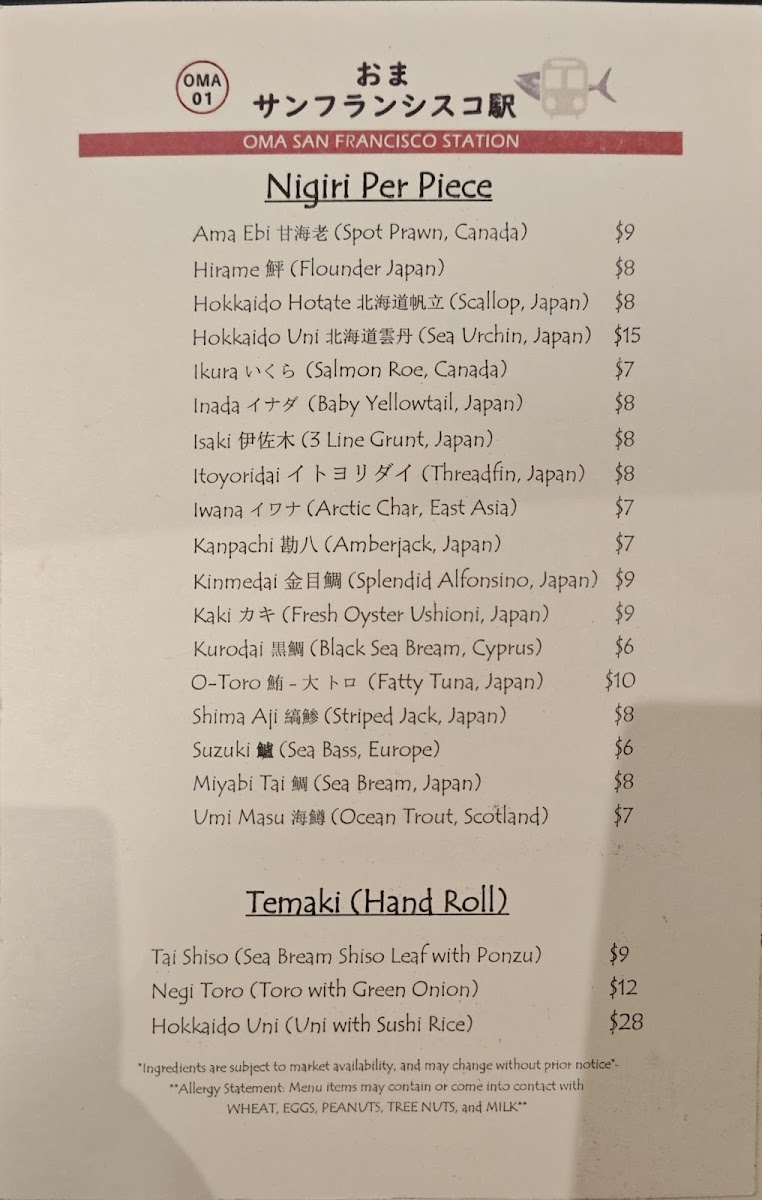 OMA
01
おま
サンフランシスコ駅
OMA SAN FRANCISCO STATION
Nigiri Per Piece
Ama Ebi 甘海老 (Spot Prawn, Canada) $9
Hirame 鮃 (Flounder Japan) $8
Hokkaido Hotate 北海道帆立 (Scallop, Japan) $8
Hokkaido Uni 北海道雲丹 (Sea Urchin, Japan) $15
Ikura いくら (Salmon Roe, Canada) $7
Inada イナダ (Baby Yellowtail, Japan) $8
Isaki 伊佐木 (3 Line Grunt, Japan) $8
Itoyoridai イトヨリダイ (Threadfin, Japan) $8
Iwana イワナ (Arctic Char, East Asia) $7
Kanpachi 勘八 (Amberjack, Japan) $7
Kinmedai 金目鯛 (Splendid Alfonsino, Japan) $9
Kaki カキ (Fresh Oyster Ushioni, Japan) $9
Kurodai 黒鯛 (Black Sea Bream, Cyprus) $6
O-Toro 鮪 - 大 トロ (Fatty Tuna, Japan) $10
Shima Aji 縞鯵 (Striped Jack, Japan) $8
Suzuki 鱸 (Sea Bass, Europe) $6
Miyabi Tai 鯛 (Sea Bream, Japan) $8
Umi Masu 海鱒 (Ocean Trout, Scotland) $7
Temaki (Hand Roll)
Tai Shiso (Sea Bream Shiso Leaf with Ponzu) $9
Negi Toro (Toro with Green Onion) $12
Hokkaido Uni (Uni with Sushi Rice) $28
*Ingredients are subject to market availability, and may change without prior notice*-
**Allergy Statement: Menu items may contain or come into contact with
WHEAT, EGGS, PEANUTS, TREE NUTS, and MILK**